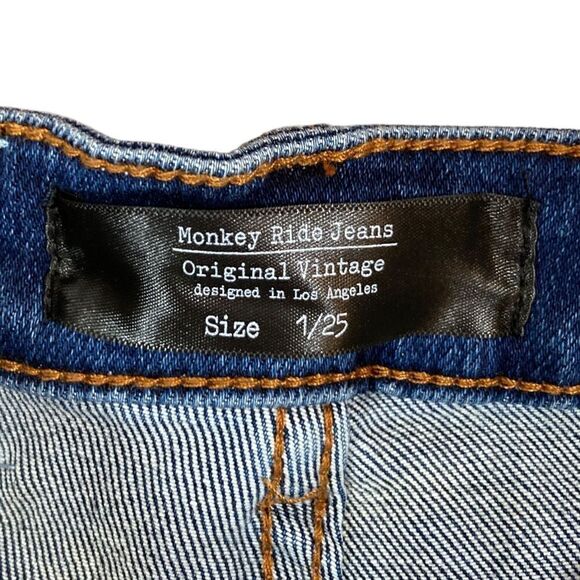 Monkey Ride Jeans
Original Vintage
designed in Los Angeles
Size 1/25